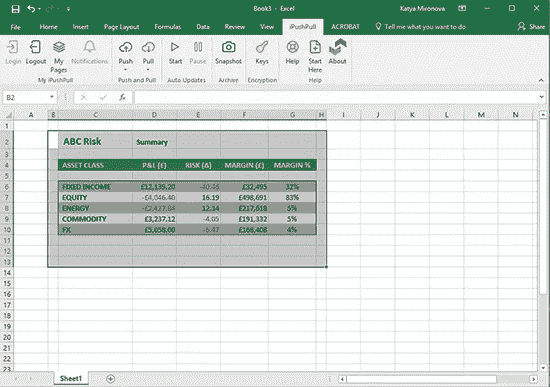 Book3 - Excel
Katya Mironova
File Home Insert Page Layout Formulas Data Review View iPushPull ACROBAT Tell me what you want to do Share
Login Logout My Pages Notifications Push Pull Start Pause Snapshot Keys Help Start Here About
My iPushPull Push and Pull Auto Updates Archive Encryption Help
B2 fx
A B C D E F G H I J K L M N
1
2 ABC Risk Summary
3
4 ASSET CLASS P&L (£) RISK (Δ) MARGIN (£) MARGIN %
5
6 FIXED INCOME £12,139.20 -40.46 £32,495 32%
7 EQUITY -£4,046.40 16.19 £498,691 83%
8 ENERGY -£2,427.84 12.14 £217,618 5%
9 COMMODITY £3,237.12 -4.05 £191,332 5%
10 FX £5,058.00 -6.47 £168,408 4%
11
12
13
14
15
16
17
18
19
20
21
22
23
Sheet1